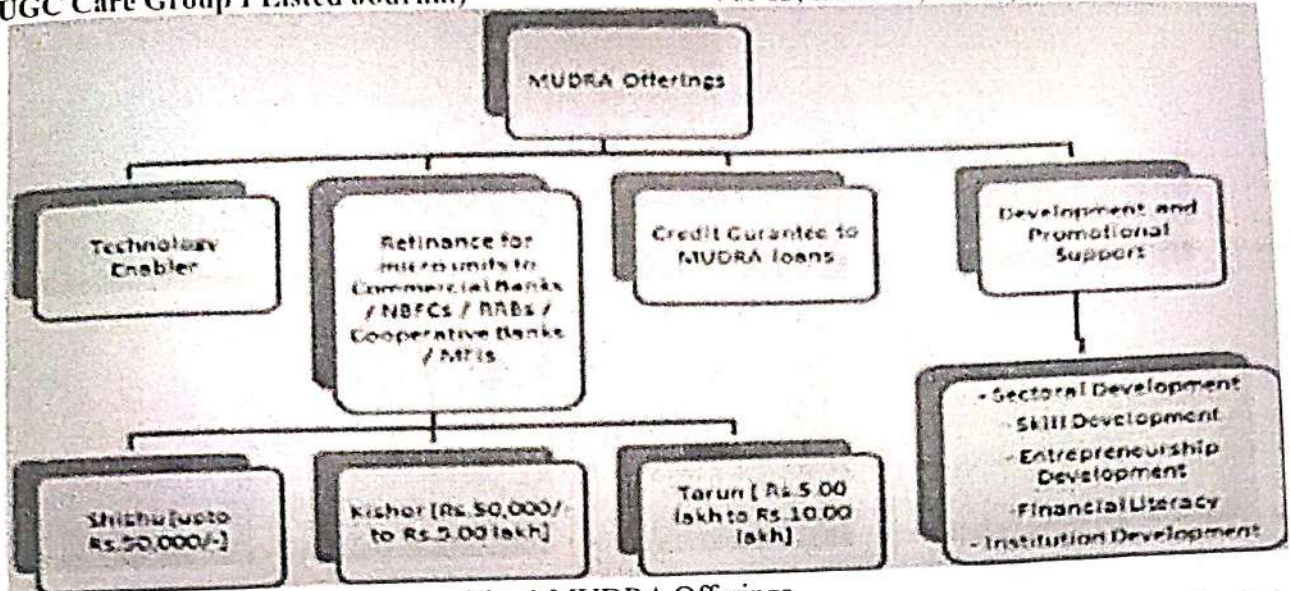 UGC Care Group 1 Listed Journal)
MUDRA Offerings
Technology
Enabler
Refinance for
micro units to
Commercial Banks
/ NBFCs / RRBs /
Cooperative Banks
/ MFIs
Credit Gurantee to
MUDRA loans
Development and
Promotional
Support
Shishu [upto
Rs.50,000/-]
Kishor [Rs.50,000/-
to Rs.5.00 lakh]
Tarun [ Rs.5.00
lakh to Rs.10.00
lakh]
- Sectoral Development
- Skill Development
- Entrepreneurship
Development
- Financial Literacy
- Institution Development
MUDRA Offerings